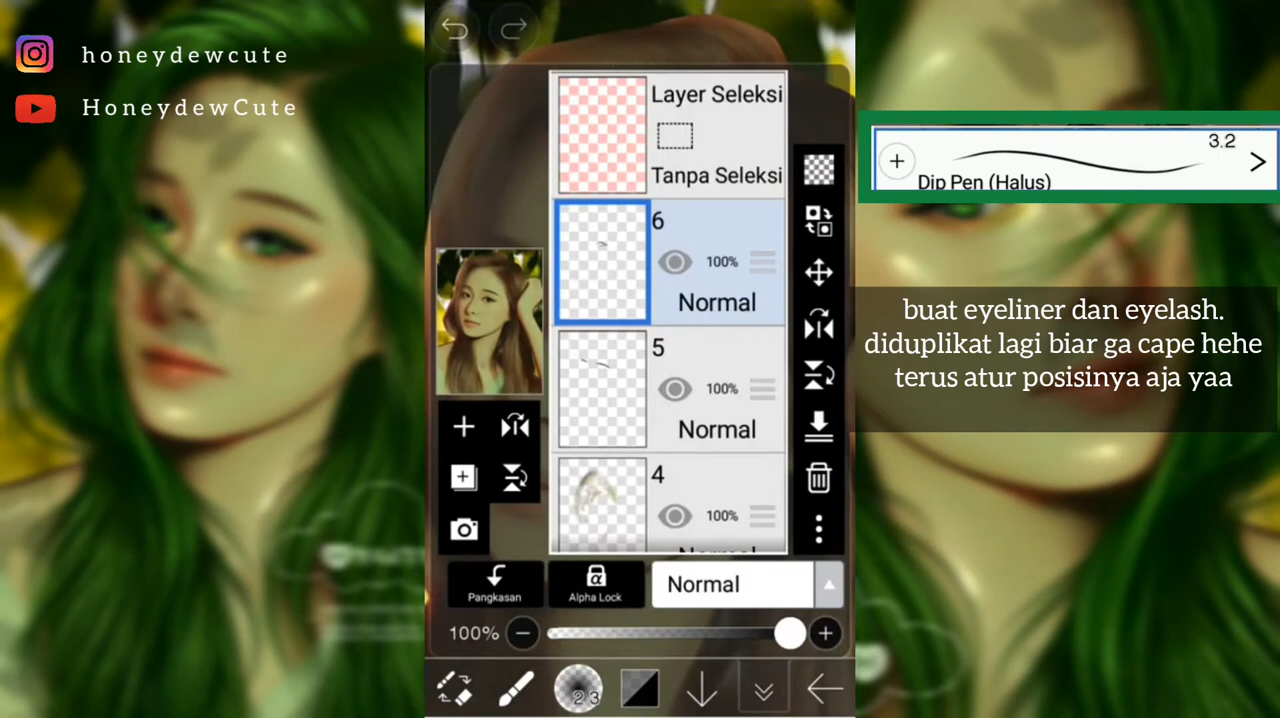 honeydewcute
HoneydewCute
Layer Seleksi
Tanpa Seleksi
6
100%
Normal
5
100%
Normal
4
100%
Normal
Pangkasan
Alpha Lock
Normal
100%
23
3.2
Dip Pen (Halus)
buat eyeliner dan eyelash.
diduplikat lagi biar ga cape hehe
terus atur posisinya aja yaa